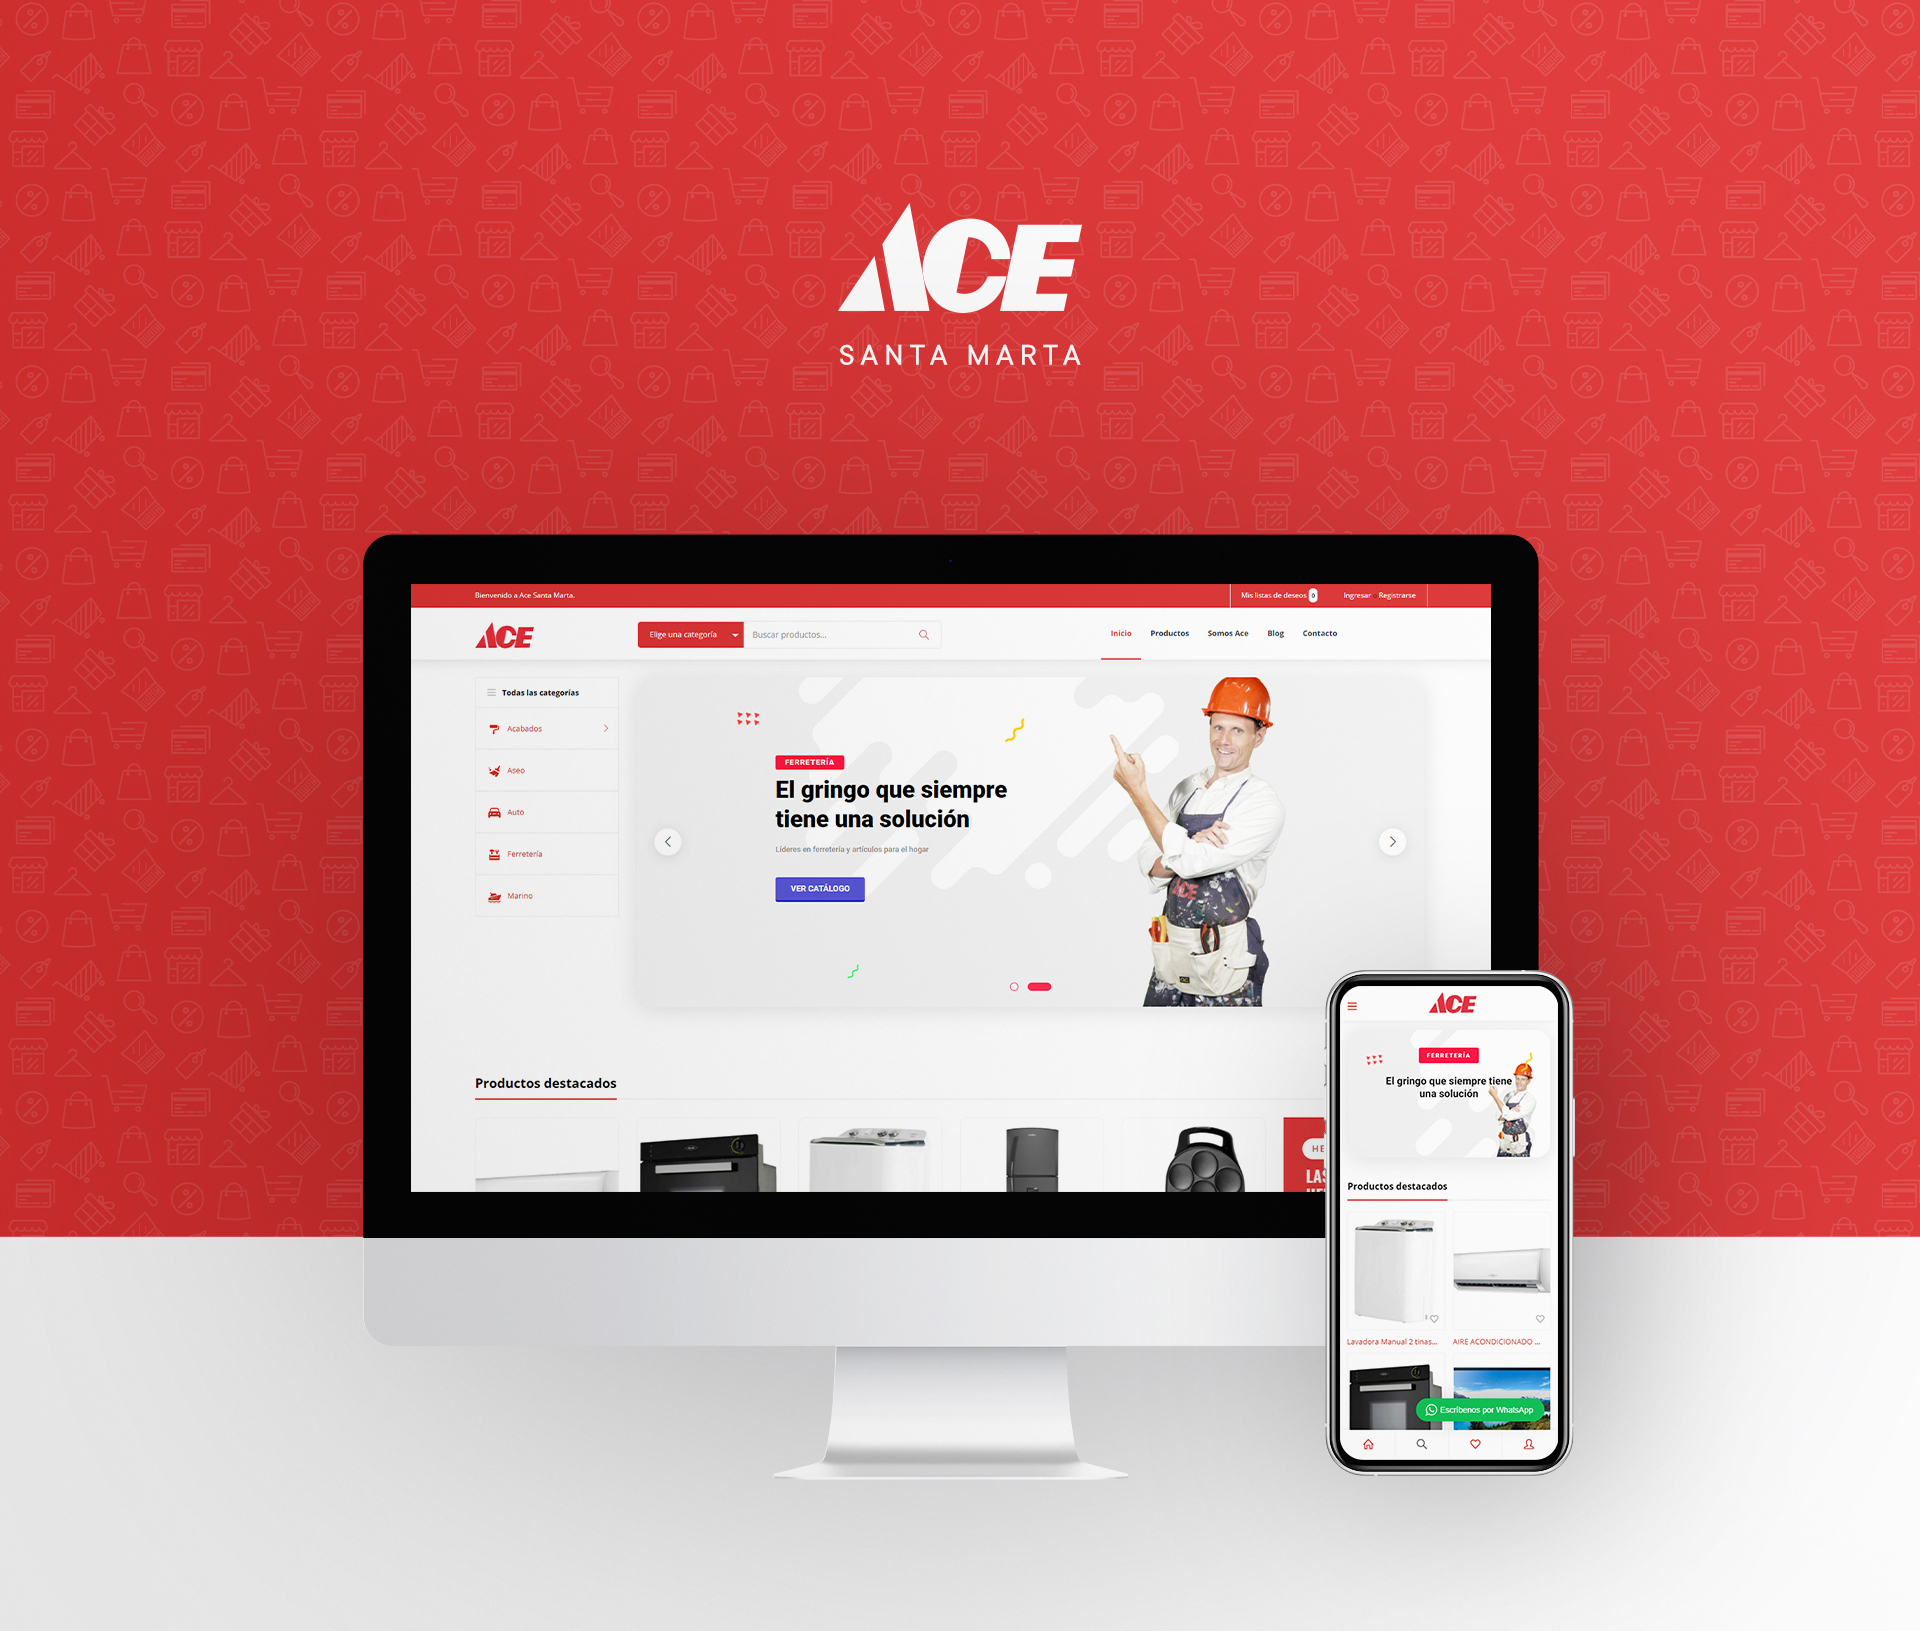 ACE
SANTA MARTA
Bienvenido a Ace Santa Marta.
Mis listas de deseos 0
Ingresar o Registrarse
ACE
Elige una categoría
Buscar productos...
Inicio
Productos
Somos Ace
Blog
Contacto
Todas las categorías
Acabados
Aseo
Auto
Ferretería
Marino
FERRETERÍA
El gringo que siempre
tiene una solución
Líderes en ferretería y artículos para el hogar
VER CATÁLOGO
ACE
Productos destacados
HE
LAS
ACE
FERRETERÍA
El gringo que siempre tiene
una solución
Productos destacados
Lavadora Manual 2 tinas...
AIRE ACONDICIONADO ...
Escríbenos por WhatsApp